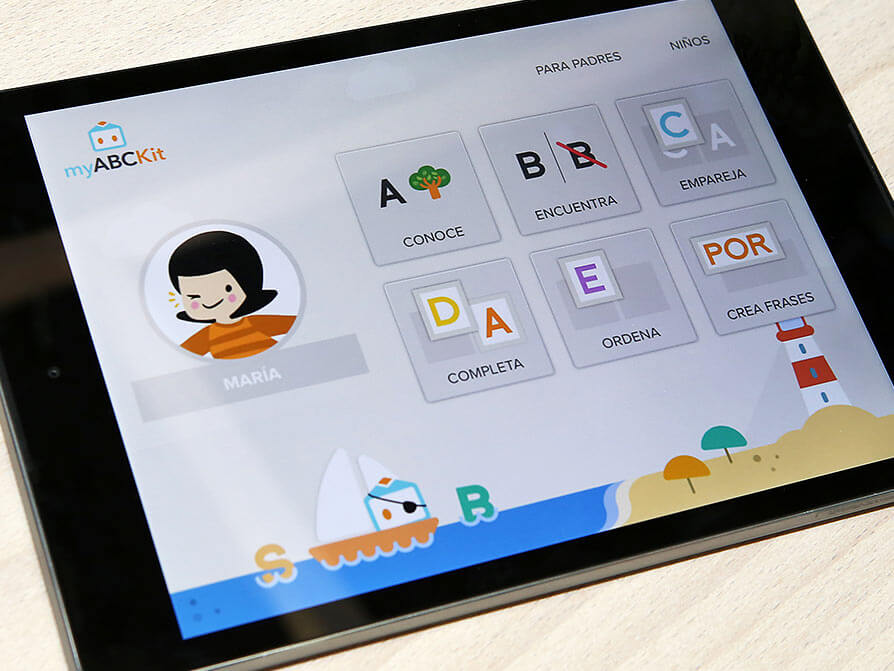 PARA PADRES
NIÑOS
myABCKit
A
CONOCE
B B
ENCUENTRA
C
C A
EMPAREJA
MARÍA
D
A
COMPLETA
E
ORDENA
POR
CREA FRASES
S
B